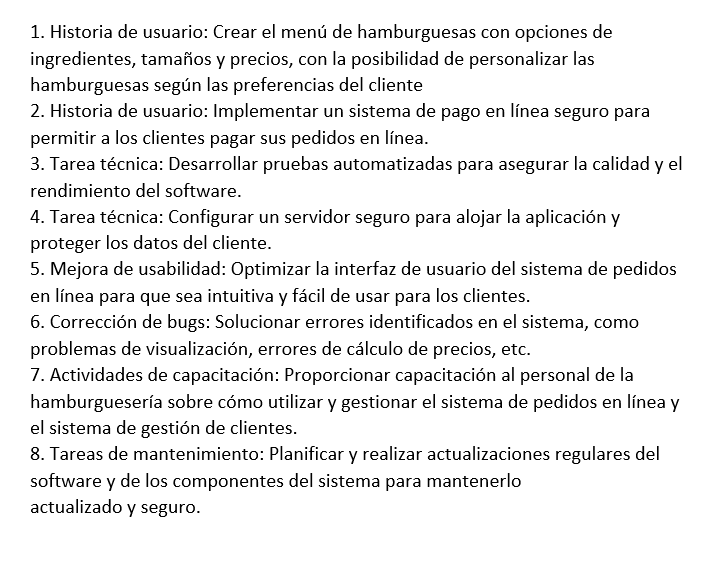 1. Historia de usuario: Crear el menú de hamburguesas con opciones de
ingredientes, tamaños y precios, con la posibilidad de personalizar las
hamburguesas según las preferencias del cliente
2. Historia de usuario: Implementar un sistema de pago en línea seguro para
permitir a los clientes pagar sus pedidos en línea.
3. Tarea técnica: Desarrollar pruebas automatizadas para asegurar la calidad y el
rendimiento del software.
4. Tarea técnica: Configurar un servidor seguro para alojar la aplicación y
proteger los datos del cliente.
5. Mejora de usabilidad: Optimizar la interfaz de usuario del sistema de pedidos
en línea para que sea intuitiva y fácil de usar para los clientes.
6. Corrección de bugs: Solucionar errores identificados en el sistema, como
problemas de visualización, errores de cálculo de precios, etc.
7. Actividades de capacitación: Proporcionar capacitación al personal de la
hamburguesería sobre cómo utilizar y gestionar el sistema de pedidos en línea y
el sistema de gestión de clientes.
8. Tareas de mantenimiento: Planificar y realizar actualizaciones regulares del
software y de los componentes del sistema para mantenerlo
actualizado y seguro.